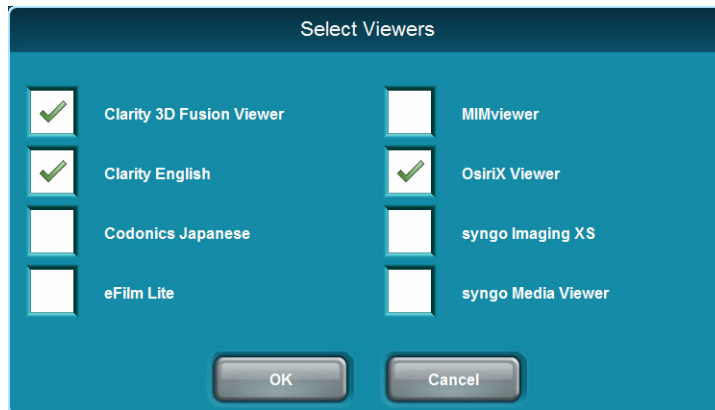 Select Viewers
Clarity 3D Fusion Viewer
MIMviewer
Clarity English
OsiriX Viewer
Codonics Japanese
syngo Imaging XS
eFilm Lite
syngo Media Viewer
OK
Cancel